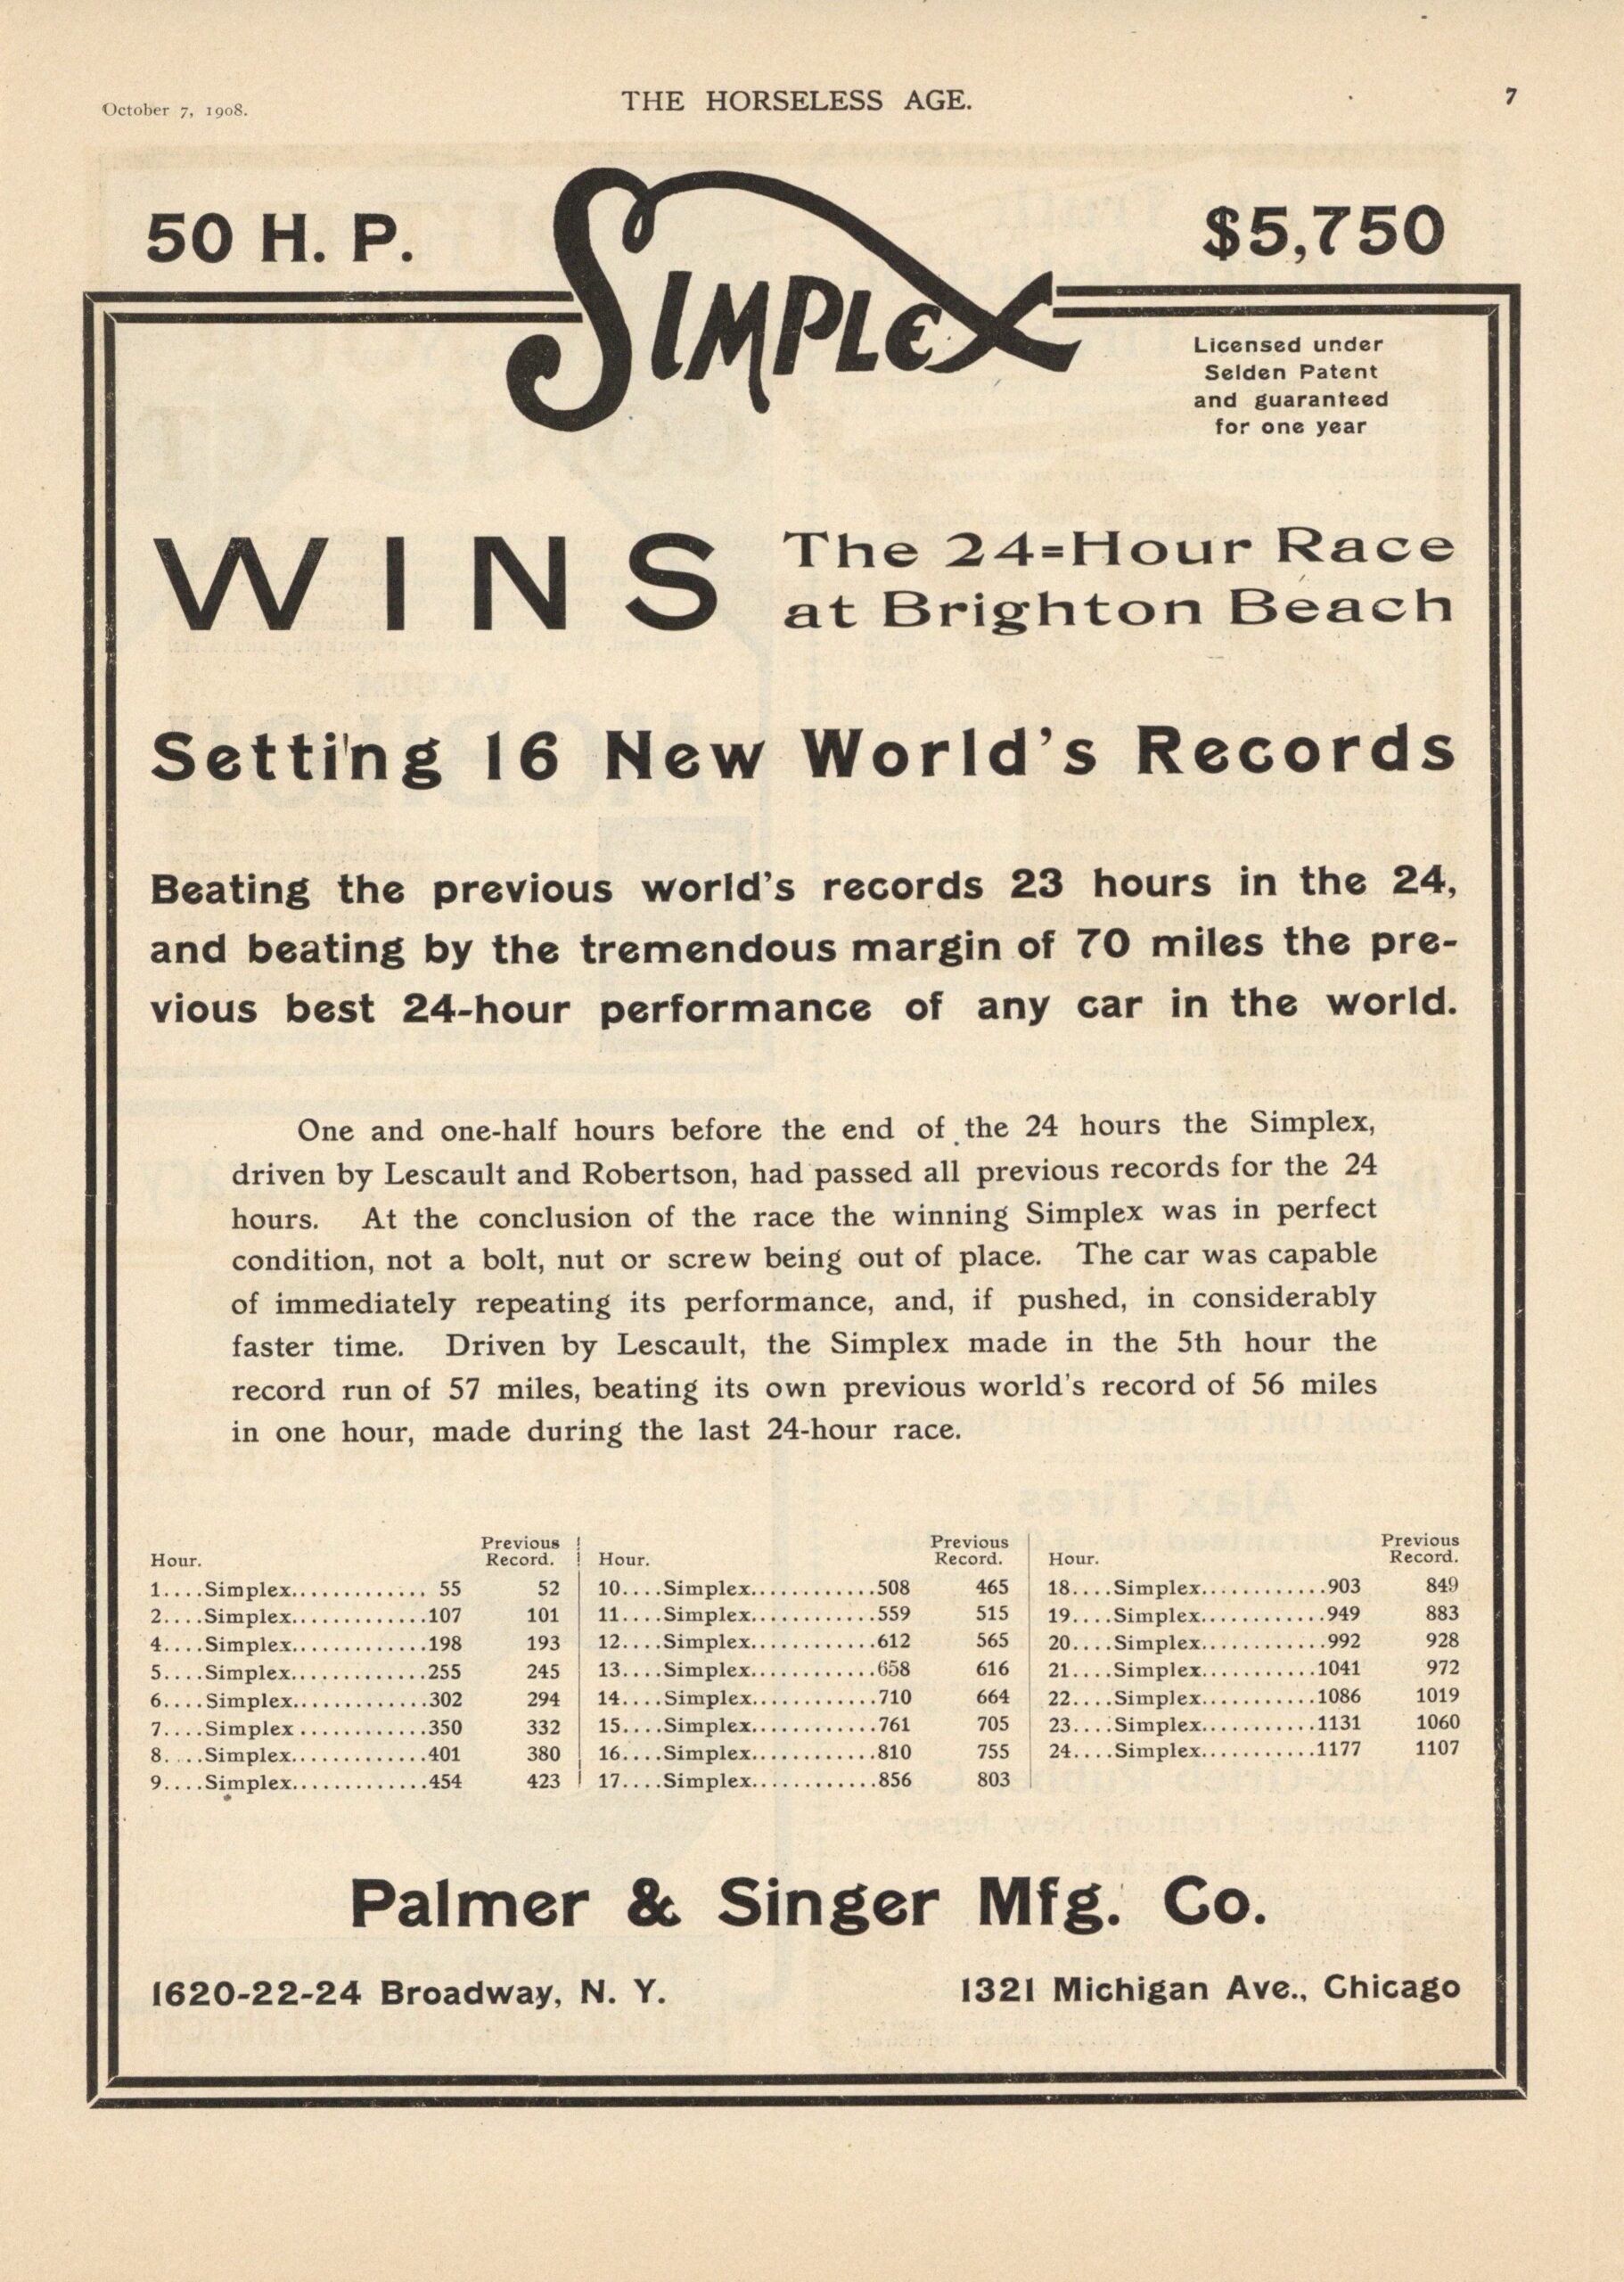 October 7, 1908.
THE HORSELESS AGE.
7
50 H. P.
SIMPLEX
$5,750
Licensed under
Selden Patent
and guaranteed
for one year
WINS
The 24=Hour Race
at Brighton Beach
Setting 16 New World's Records
Beating the previous world's records 23 hours in the 24,
and beating by the tremendous margin of 70 miles the pre-
vious best 24-hour performance of any car in the world.
One and one-half hours before the end of the 24 hours the Simplex,
driven by Lescault and Robertson, had passed all previous records for the 24
hours. At the conclusion of the race the winning Simplex was in perfect
condition, not a bolt, nut or screw being out of place. The car was capable
of immediately repeating its performance, and, if pushed, in considerably
faster time. Driven by Lescault, the Simplex made in the 5th hour the
record run of 57 miles, beating its own previous world's record of 56 miles
in one hour, made during the last 24-hour race.
Hour. Previous Record.
1....Simplex............. 55 52
2....Simplex.............107 101
4....Simplex.............198 193
5....Simplex.............255 245
6....Simplex.............302 294
7....Simplex............350 332
8....Simplex.............401 380
9....Simplex.............454 423
Hour. Previous Record.
10....Simplex............508 465
11....Simplex............559 515
12....Simplex............612 565
13....Simplex............658 616
14....Simplex............710 664
15....Simplex............761 705
16....Simplex............810 755
17....Simplex............856 803
Hour. Previous Record.
18....Simplex............903 849
19....Simplex............949 883
20....Simplex............992 928
21....Simplex...........1041 972
22....Simplex...........1086 1019
23....Simplex...........1131 1060
24....Simplex...........1177 1107
Palmer & Singer Mfg. Co.
1620-22-24 Broadway, N. Y.
1321 Michigan Ave., Chicago